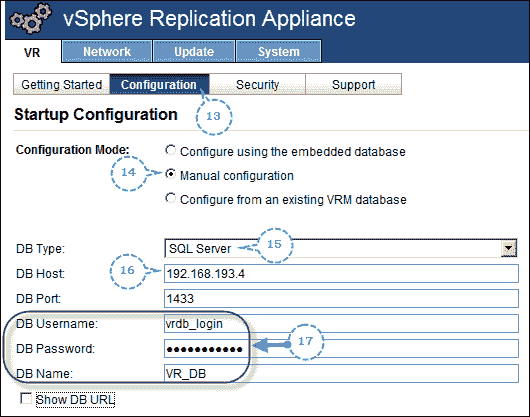 vSphere Replication Appliance
VR Network Update System
Getting Started Configuration Security Support
13
Startup Configuration
Configuration Mode: Configure using the embedded database
14 Manual configuration
Configure from an existing VRM database
DB Type: SQL Server 15
DB Host: 16 192.168.193.4
DB Port: 1433
DB Username: vrdb_login
DB Password: ●●●●●●●●●●● 17
DB Name: VR_DB
Show DB URL